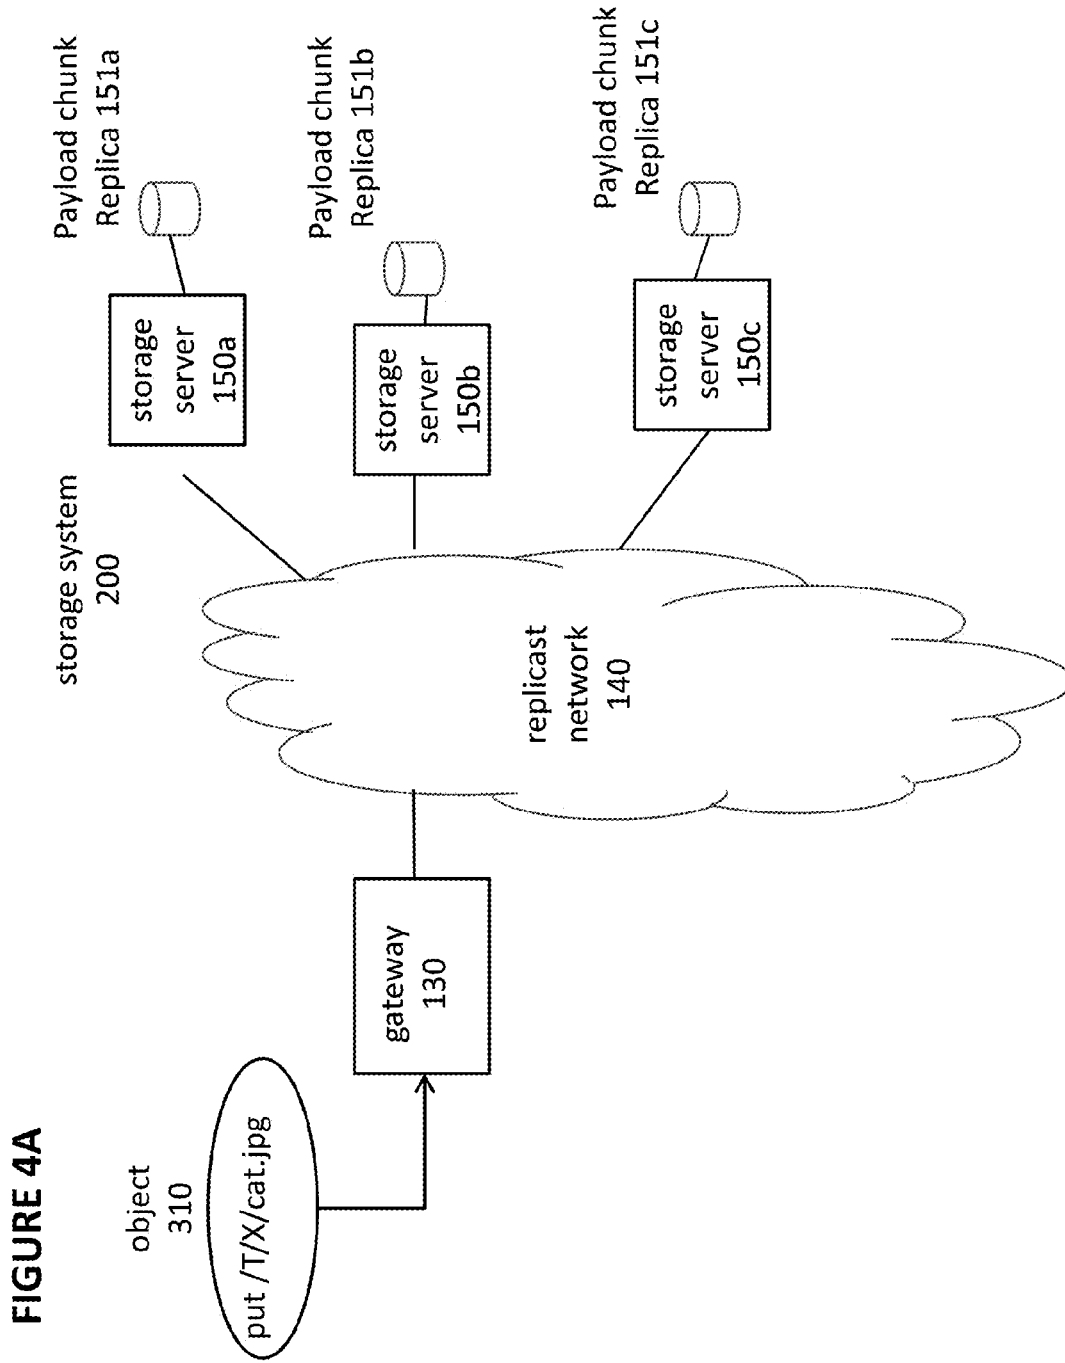 FIGURE 4A
object
310
put /T/X/cat.jpg
gateway
130
storage system
200
replicast
network
140
storage
server
150a
Payload chunk
Replica 151a
storage
server
150b
Payload chunk
Replica 151b
storage
server
150c
Payload chunk
Replica 151c